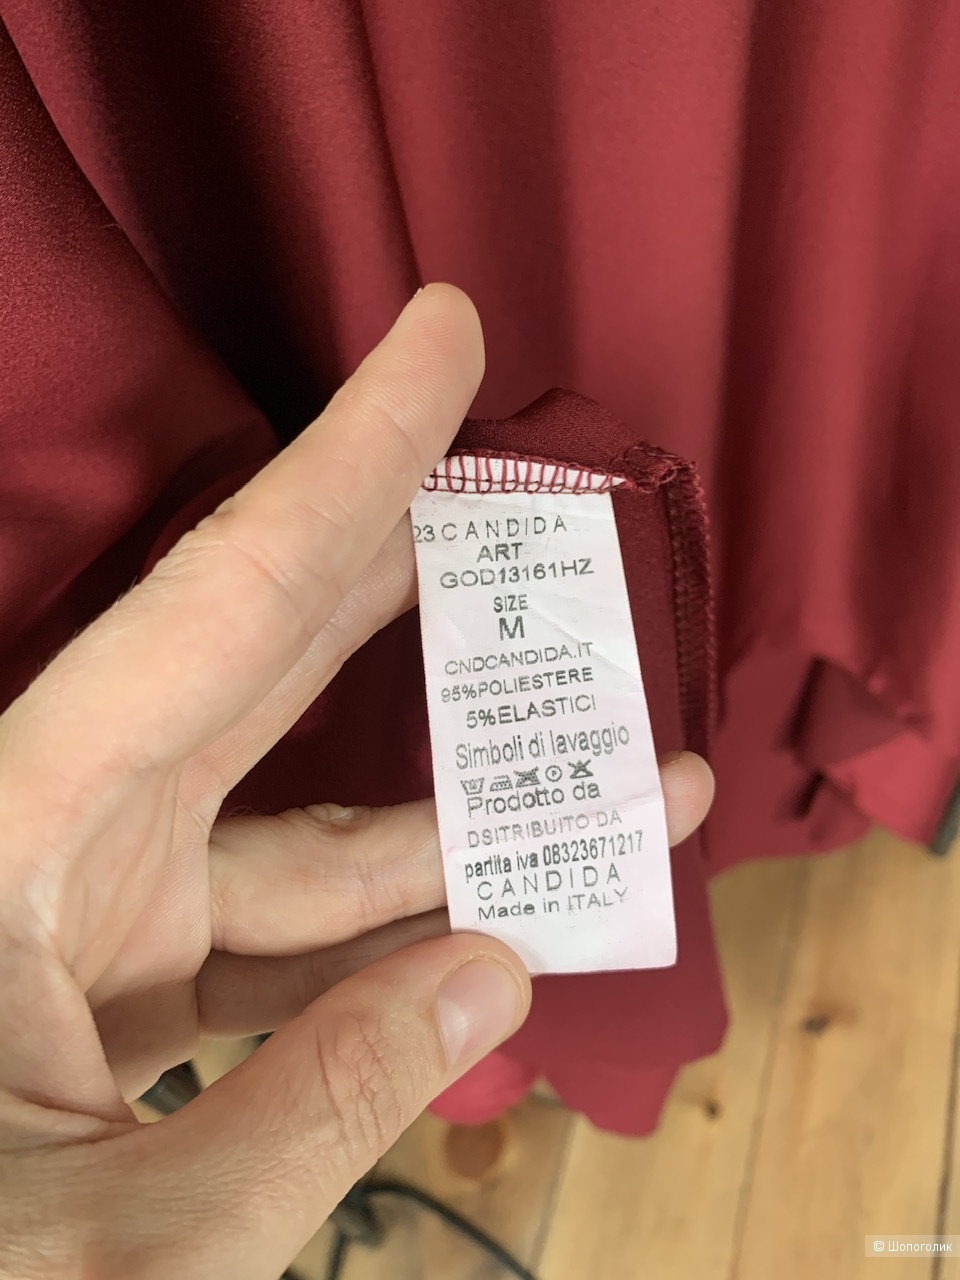 23 CANDIDA
ART
GOD13161HZ
SIZE
M
CNDCANDIDA.IT
95%POLIESTERE
5%ELASTICI
Simboli di lavaggio
Prodotto da
DSITRIBUITO DA
partita iva 08323671217
CANDIDA
Made in ITALY
© Шопоголик